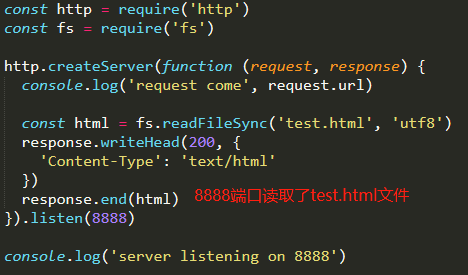 const http = require('http')
const fs = require('fs')
http.createServer(function (request, response) {
console.log('request come', request.url)
const html = fs.readFileSync('test.html', 'utf8')
response.writeHead(200, {
'Content-Type': 'text/html'
})
response.end(html) 8888端口读取了test.html文件
}).listen(8888)
console.log('server listening on 8888')